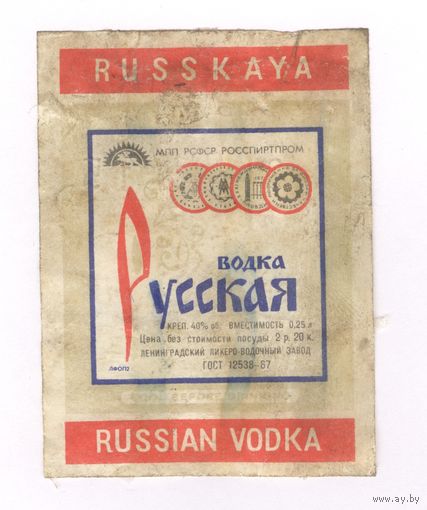 RUSSKAYA
МПП РСФСР РОССПИРТПРОМ
ВОДКА
Русская
КРЕП. 40% об. ВМЕСТИМОСТЬ 0,25 л
Цена без стоимости посуды 2 р. 20 к.
ЛЕНИНГРАДСКИЙ ЛИКЕРО-ВОДОЧНЫЙ ЗАВОД
ЛФОП2
ГОСТ 12538-67
RUSSIAN VODKA
www.ay.by